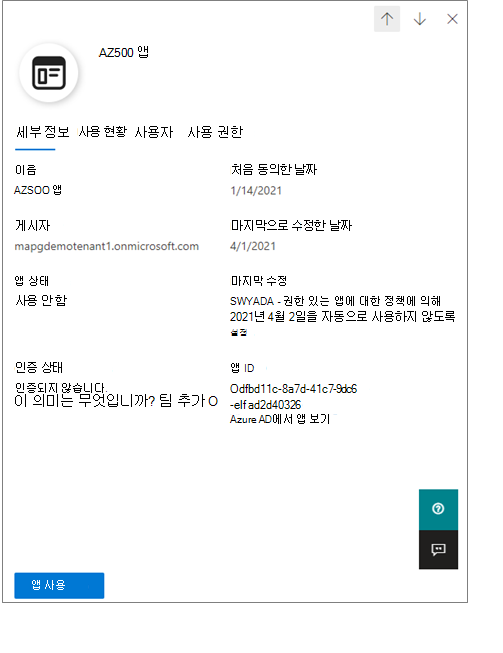 AZ500 앱
세부 정보 사용 현황 사용자 사용 권한
이름
AZSOO 앱
처음 동의한 날짜
1/14/2021
게시자
mapgdemotenant1.onmicrosoft.com
마지막으로 수정한 날짜
4/1/2021
앱 상태
사용 안 함
마지막 수정
SWYADA - 권한 있는 앱에 대한 정책에 의해
2021년 4월 2일을 자동으로 사용하지 않도록
설정
인증 상태
인증되지 않습니다.
이 의미는 무엇입니까? 팀 추가 O
앱 ID
Odfbd11c-8a7d-41c7-9dc6
-elfad2d40326
Azure AD에서 앱 보기
앱 사용